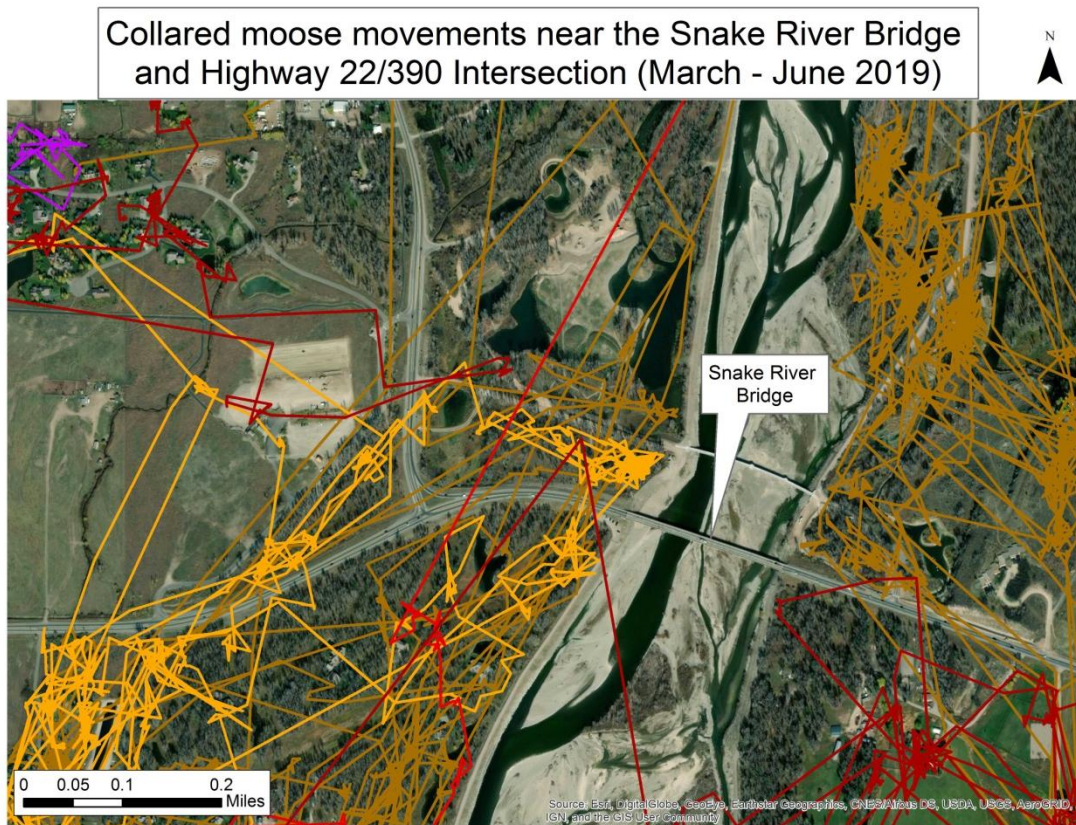 Collared moose movements near the Snake River Bridge
and Highway 22/390 Intersection (March - June 2019)
N
Snake River
Bridge
0 0.05 0.1 0.2
Miles
Source: Esri, DigitalGlobe, GeoEye, Earthstar Geographics, CNES/Airbus DS, USDA, USGS, AeroGRID,
IGN, and the GIS User Community